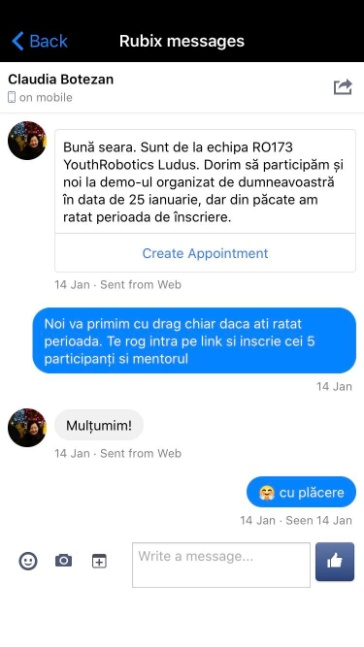 Back
Rubix messages
Claudia Botezan
on mobile
Bună seara. Sunt de la echipa RO173
YouthRobotics Ludus. Dorim să participăm și
noi la demo-ul organizat de dumneavoastră
în data de 25 ianuarie, dar din păcate am
ratat perioada de înscriere.
Create Appointment
14 Jan · Sent from Web
Noi va primim cu drag chiar daca ati ratat
perioada. Te rog intra pe link si inscrie cei 5
participanți si mentorul
14 Jan
Mulțumim!
14 Jan · Sent from Web
🤗 cu plăcere
14 Jan · Seen 14 Jan
Write a message...